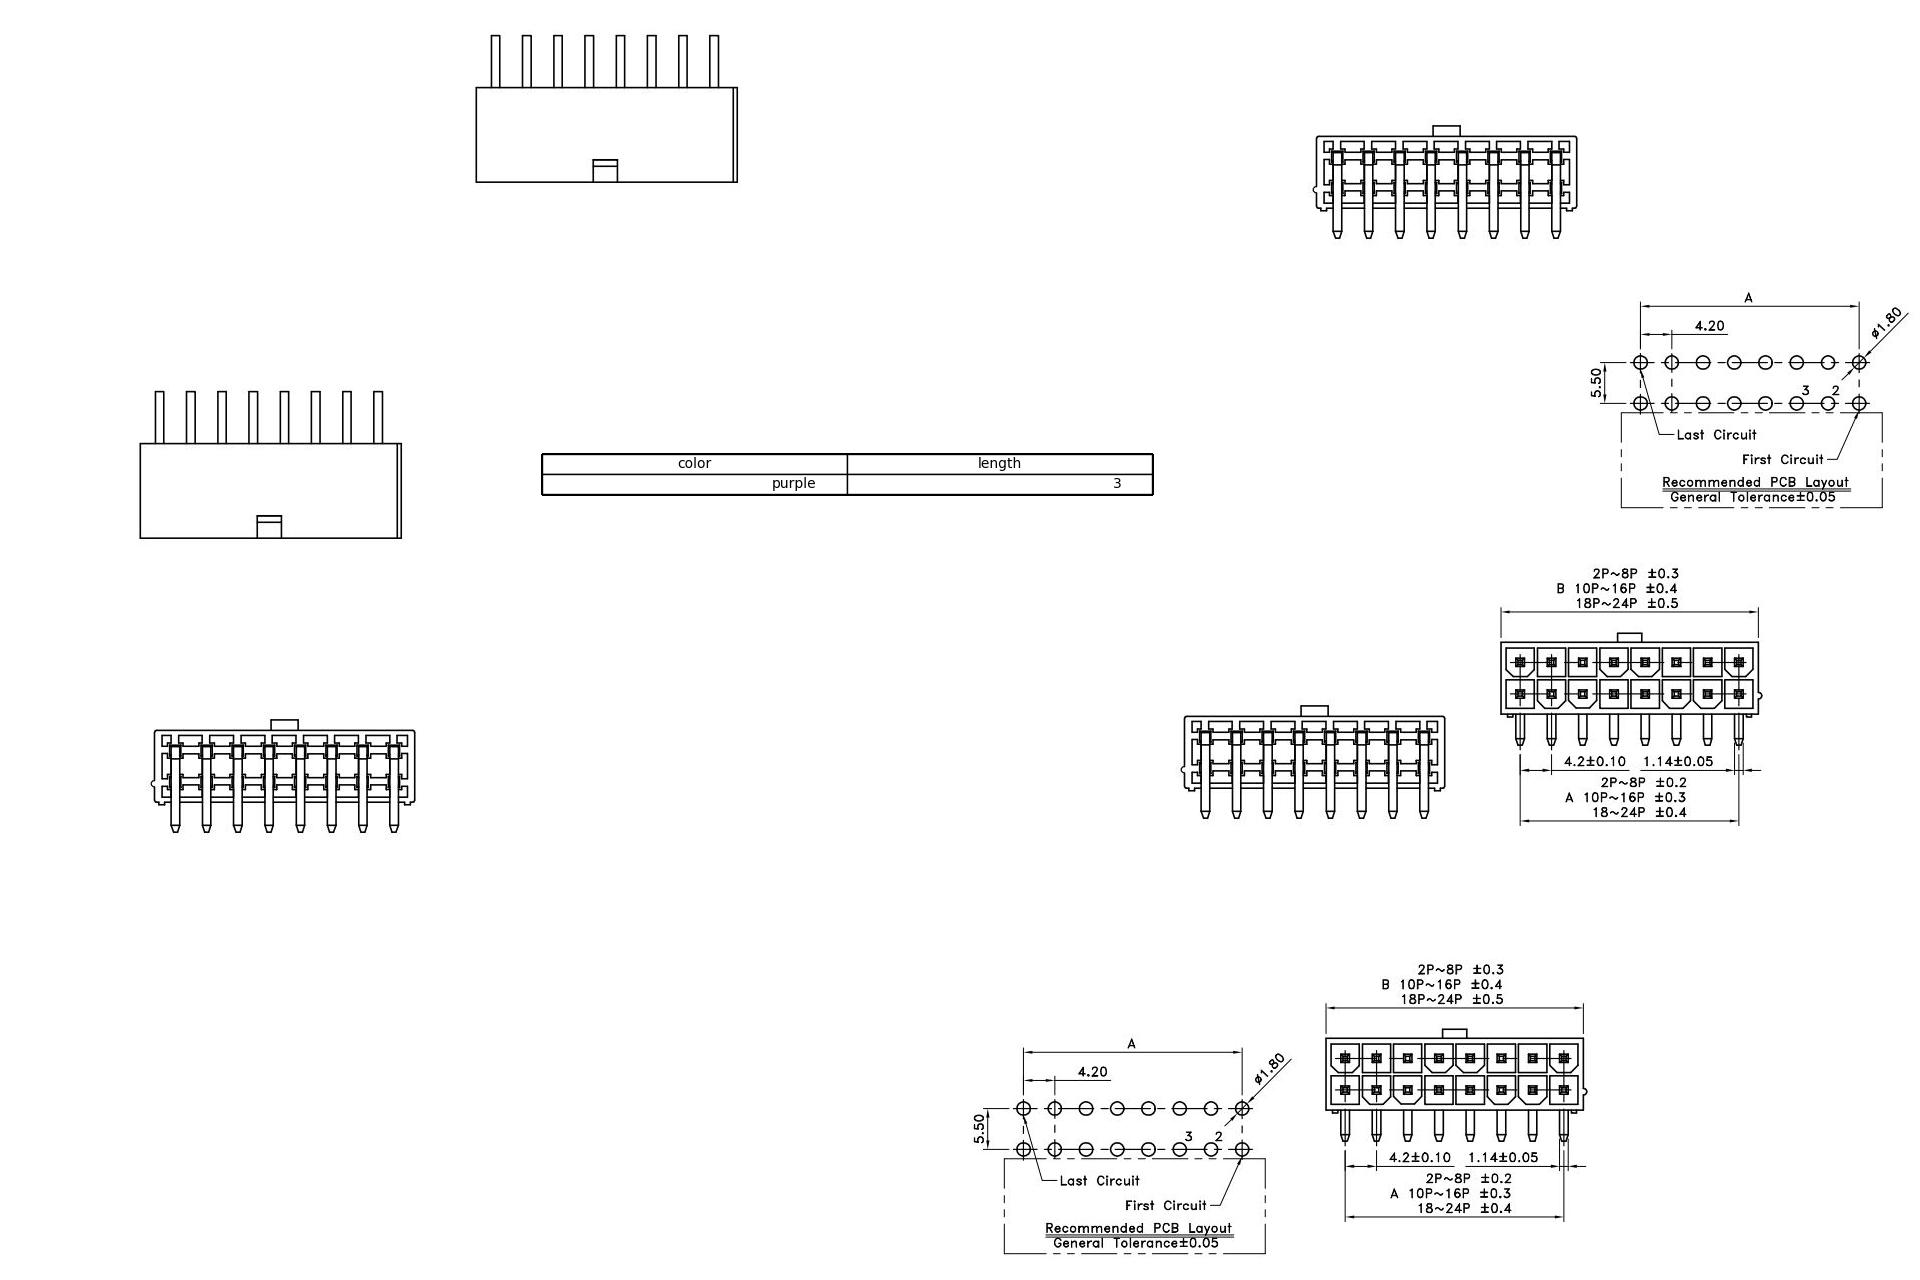 A
4.20
ø1.80
5.50
3 2
Last Circuit
First Circuit
Recommended PCB Layout
General Tolerance±0.05
color length
purple 3
2P~8P ±0.3
B 10P~16P ±0.4
18P~24P ±0.5
4.2±0.10 1.14±0.05
2P~8P ±0.2
A 10P~16P ±0.3
18~24P ±0.4
2P~8P ±0.3
B 10P~16P ±0.4
18P~24P ±0.5
4.2±0.10 1.14±0.05
2P~8P ±0.2
A 10P~16P ±0.3
18~24P ±0.4
A
4.20
ø1.80
5.50
3 2
Last Circuit
First Circuit
Recommended PCB Layout
General Tolerance±0.05